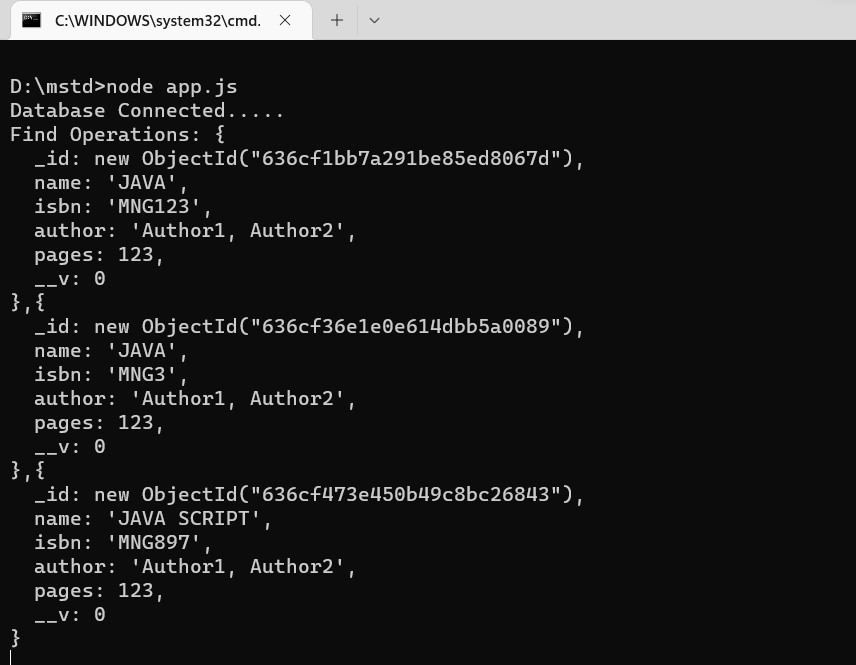 C:\WINDOWS\system32\cmd.
D:\mstd>node app.js
Database Connected.....
Find Operations: {
  _id: new ObjectId("636cf1bb7a291be85ed8067d"),
  name: 'JAVA',
  isbn: 'MNG123',
  author: 'Author1, Author2',
  pages: 123,
  __v: 0
},{
  _id: new ObjectId("636cf36e1e0e614dbb5a0089"),
  name: 'JAVA',
  isbn: 'MNG3',
  author: 'Author1, Author2',
  pages: 123,
  __v: 0
},{
  _id: new ObjectId("636cf473e450b49c8bc26843"),
  name: 'JAVA SCRIPT',
  isbn: 'MNG897',
  author: 'Author1, Author2',
  pages: 123,
  __v: 0
}